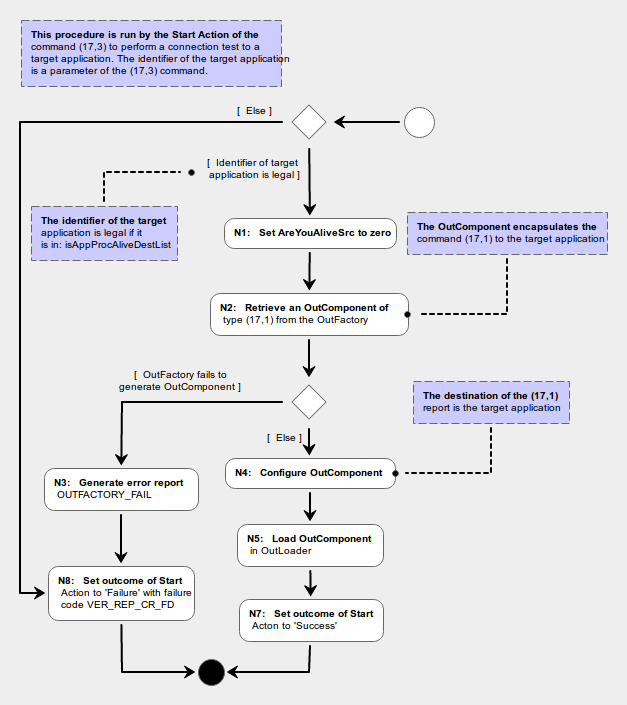 This procedure is run by the Start Action of the
command (17,3) to perform a connection test to a
target application. The identifier of the target application
is a parameter of the (17,3) command.
[ Else ]
[ Identifier of target
application is legal ]
The identifier of the target
application is legal if it
is in: isAppProcAliveDestList
N1: Set AreYouAliveSrc to zero
The OutComponent encapsulates the
command (17,1) to the target application
N2: Retrieve an OutComponent of
type (17,1) from the OutFactory
[ OutFactory fails to
generate OutComponent ]
The destination of the (17,1)
report is the target application
[ Else ]
N3: Generate error report
OUTFACTORY_FAIL
N4: Configure OutComponent
N5: Load OutComponent
in OutLoader
N8: Set outcome of Start
Action to 'Failure' with failure
code VER_REP_CR_FD
N7: Set outcome of Start
Acton to 'Success'